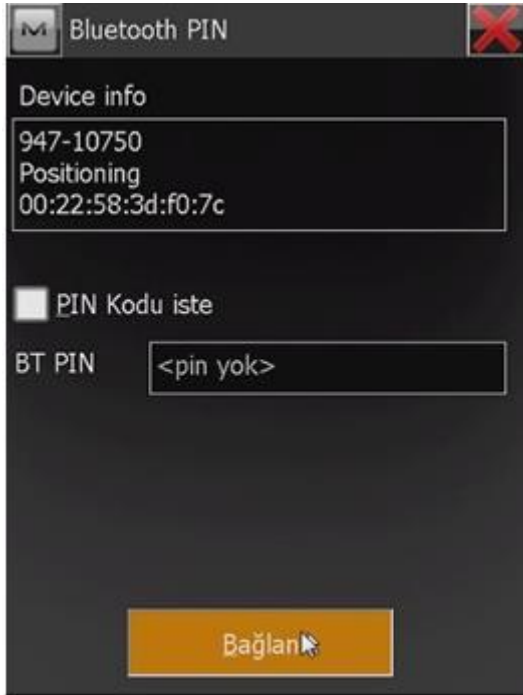 Bluetooth PIN
Device info
947-10750
Positioning
00:22:58:3d:f0:7c
PIN Kodu iste
BT PIN
<pin yok>
Bağlan